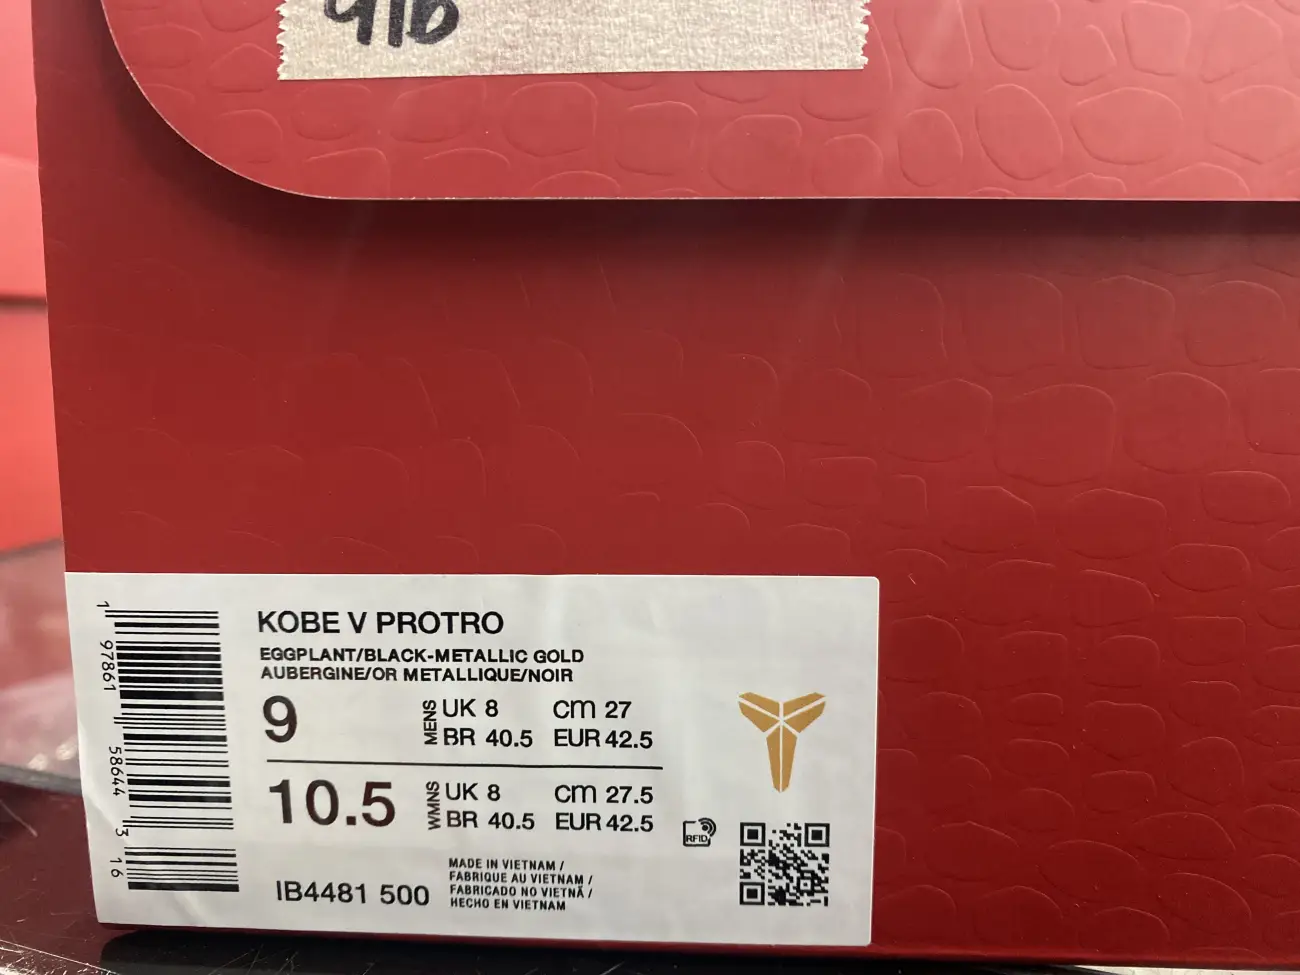 KOBE V PROTRO
EGGPLANT/BLACK-METALLIC GOLD
AUBERGINE/OR METALLIQUE/NOIR
9 MENS UK 8 CM 27
BR 40.5 EUR 42.5
10.5 WMNS UK 8 CM 27.5
BR 40.5 EUR 42.5
RFID
IB4481 500
MADE IN VIETNAM /
FABRIQUE AU VIETNAM /
FABRICADO NO VIETNÃ /
HECHO EN VIETNAM
1 97861 58644 3 16